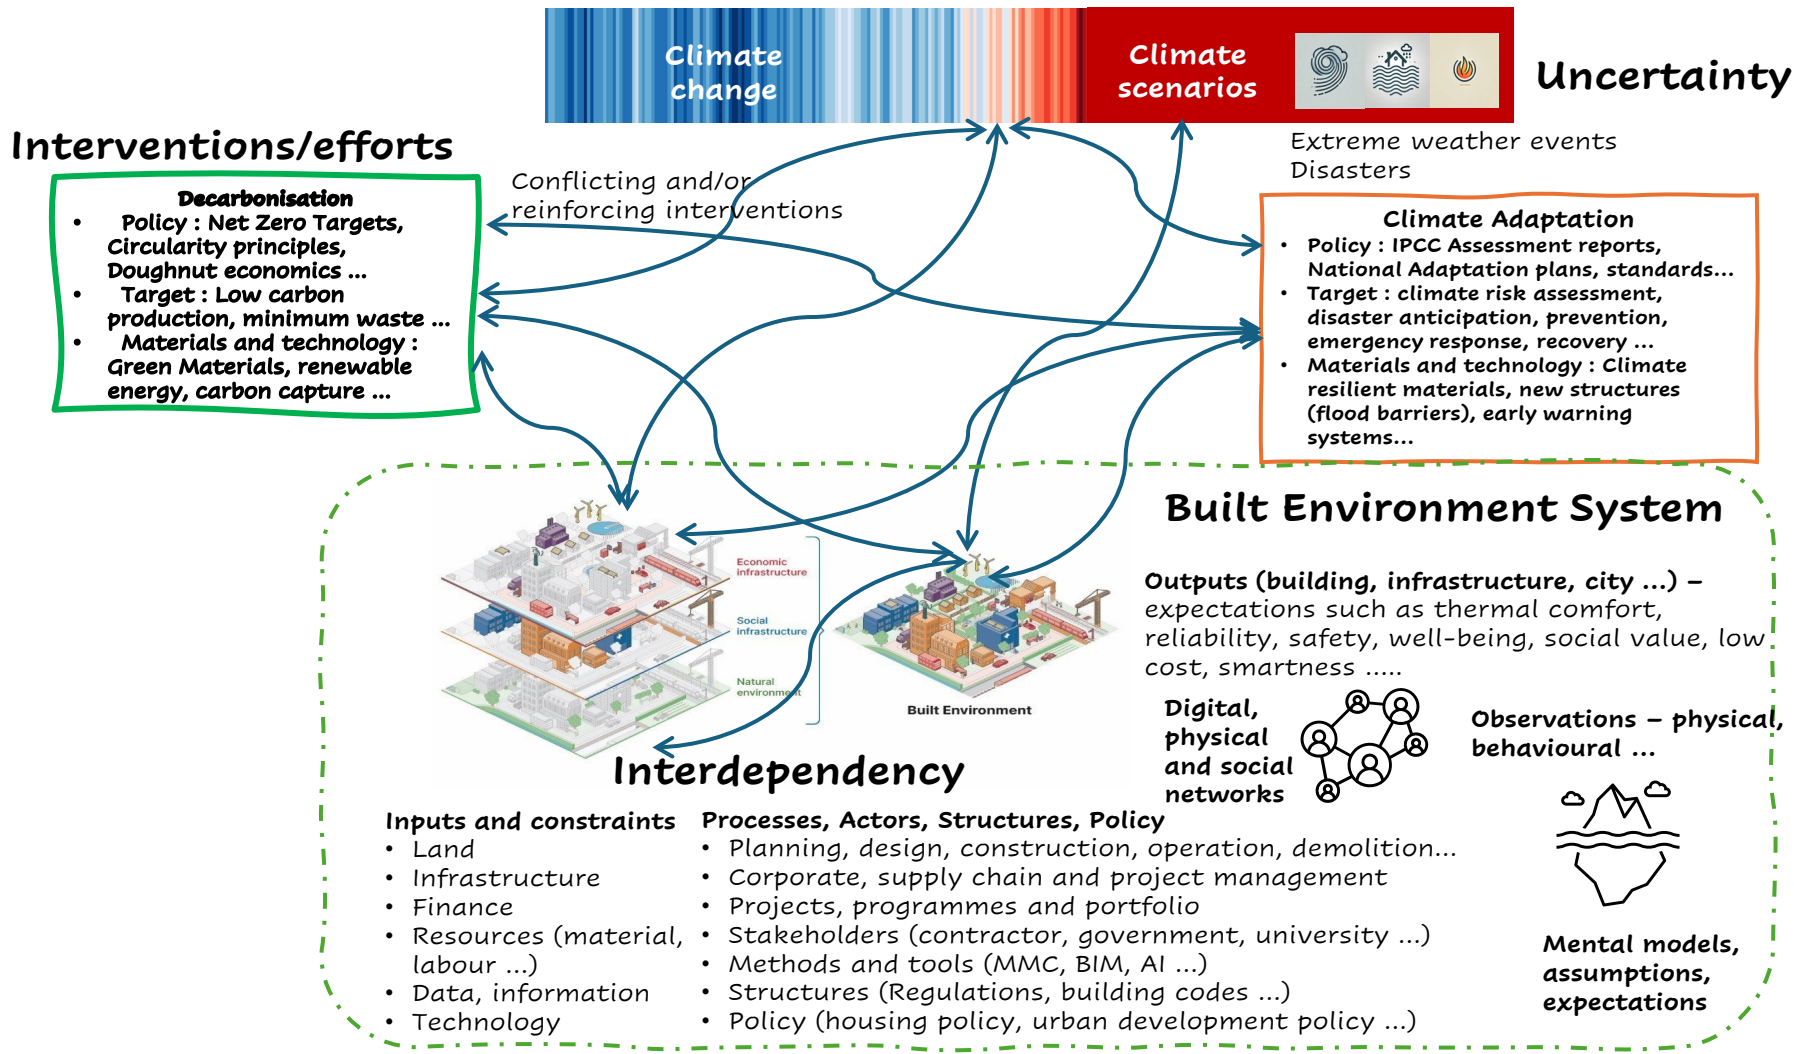 Climate
change
Climate
scenarios
Uncertainty
Extreme weather events
Disasters
Interventions/efforts
Decarbonisation
• Policy : Net Zero Targets,
Circularity principles,
Doughnut economics ...
• Target : Low carbon
production, minimum waste ...
• Materials and technology :
Green Materials, renewable
energy, carbon capture ...
Conflicting and/or
reinforcing interventions
Climate Adaptation
• Policy : IPCC Assessment reports,
National Adaptation plans, standards...
• Target : climate risk assessment,
disaster anticipation, prevention,
emergency response, recovery ...
• Materials and technology : Climate
resilient materials, new structures
(flood barriers), early warning
systems...
Built Environment System
Economic
infrastructure
Social
infrastructure
Natural
environment
Built Environment
Interdependency
Outputs (building, infrastructure, city ...) –
expectations such as thermal comfort,
reliability, safety, well-being, social value, low
cost, smartness .....
Digital,
physical
and social
networks
Observations – physical,
behavioural ...
Mental models,
assumptions,
expectations
Inputs and constraints
• Land
• Infrastructure
• Finance
• Resources (material,
labour ...)
• Data, information
• Technology
Processes, Actors, Structures, Policy
• Planning, design, construction, operation, demolition...
• Corporate, supply chain and project management
• Projects, programmes and portfolio
• Stakeholders (contractor, government, university ...)
• Methods and tools (MMC, BIM, AI ...)
• Structures (Regulations, building codes ...)
• Policy (housing policy, urban development policy ...)